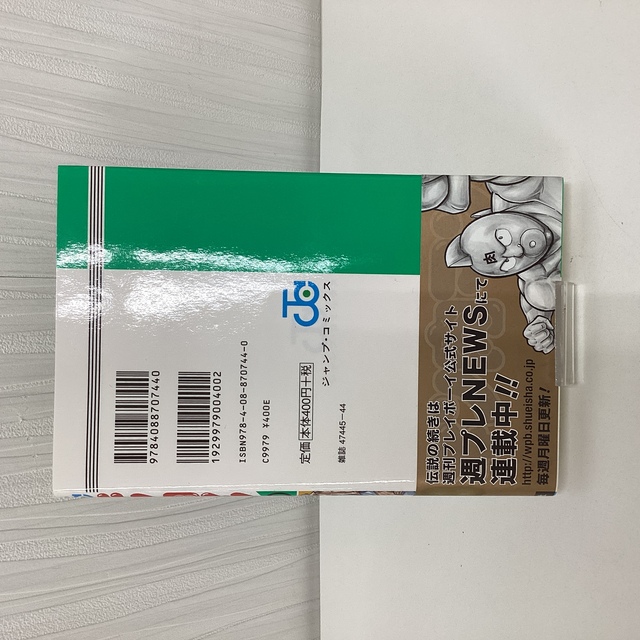 9784088707440
1929979004002
ISBN978-4-08-870744-0
C9979 ¥400E
定価 本体400円+税
雑誌 47445-44
JC
ジャンプ・コミックス
肉
伝説の続きは
週刊プレイボーイ公式サイト
週プレNEWSにて
連載中!!
http://wpb.shueisha.co.jp
毎週月曜日更新!